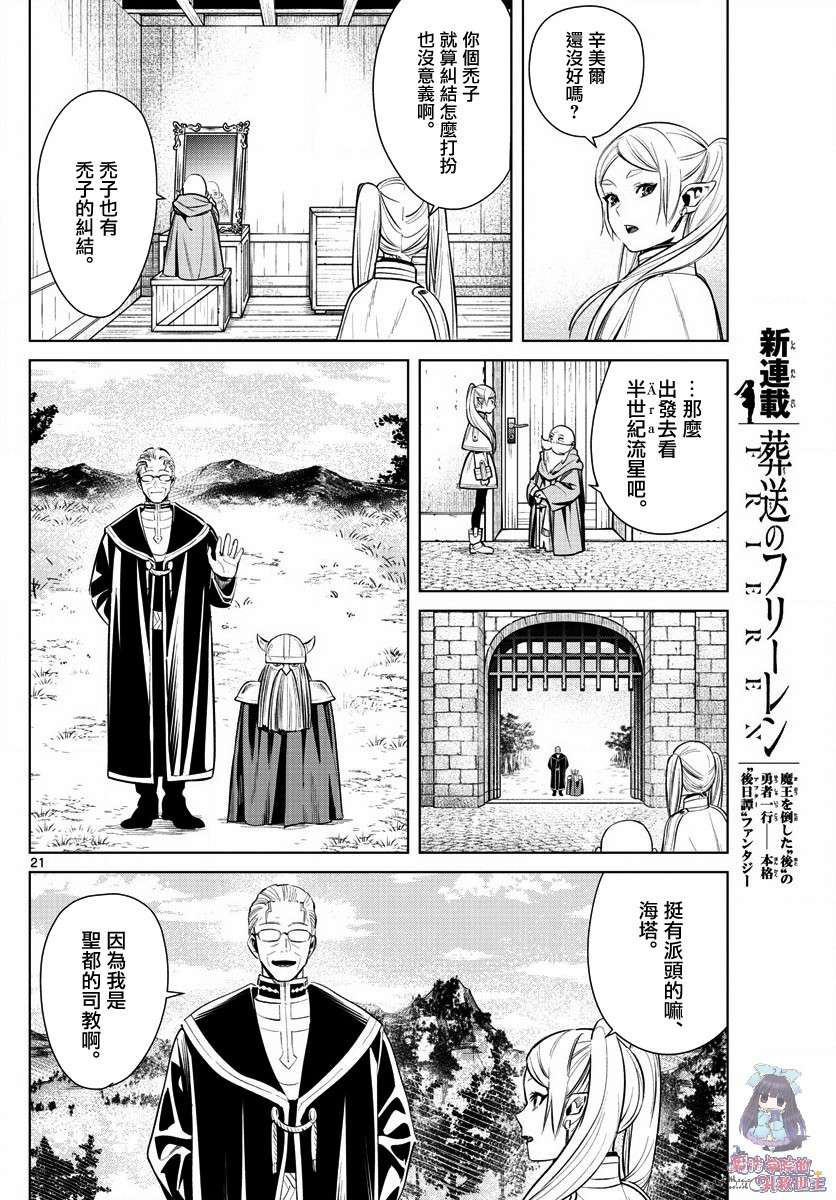 辛美爾
還沒好嗎？
你個禿子
就算糾結怎麼打扮
也沒意義啊。
禿子也有
禿子的糾結。
…那麼
出發去看
半世紀流星吧。
Ära
挺有派頭的嘛、
海塔。
因為我是
聖都的司教啊。
21
新連載
葬送のフリーレン
FRIEREN
魔王を倒した“後”の
勇者一行——本格
“後日譚”ファンタジー